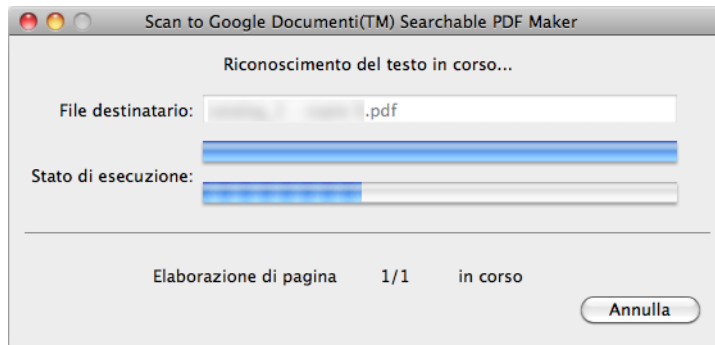 Scan to Google Documenti(TM) Searchable PDF Maker
Riconoscimento del testo in corso...
File destinatario: .pdf
Stato di esecuzione:
Elaborazione di pagina 1/1 in corso
Annulla